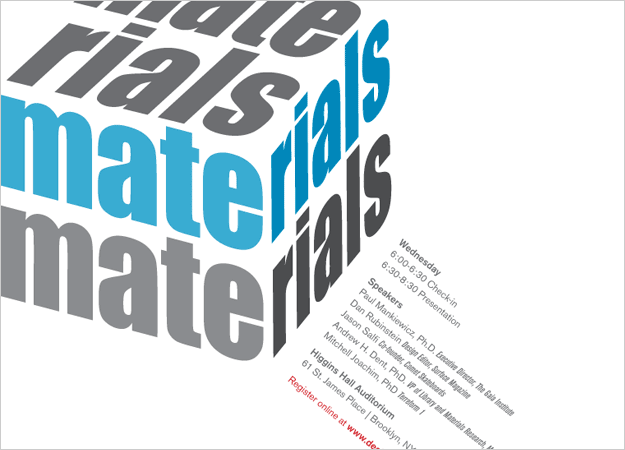 mate
rials
materials
materials
Wednesday
6:00-6:30 Check-in
6:30-8:30 Presentation
Speakers
Paul Mankiewicz, Ph.D, Executive Director, The Gaia Institute
Dan Rubinstein Design Editor, Surface Magazine
Jason Salfi Co-founder, Comet Skateboards
Andrew H. Dent, PhD. VP of Library and Materials Research,
Mitchell Joachim, PhD Terreform 1
Higgins Hall Auditorium
61 St. James Place | Brooklyn, NY
Register online at